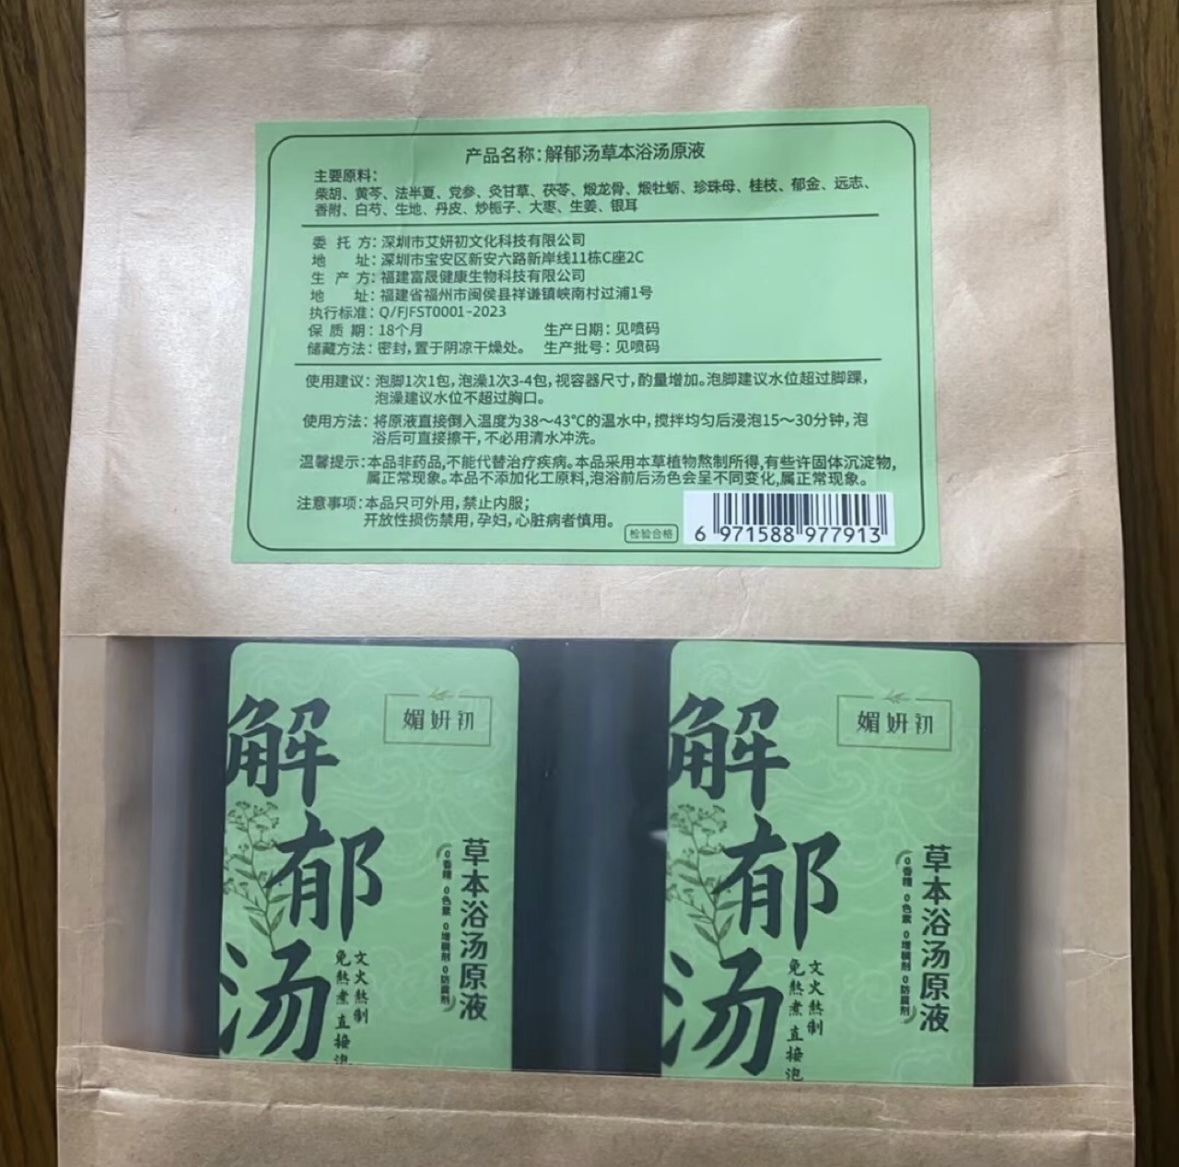 产品名称：解郁汤草本浴汤原液
主要原料：
柴胡、黄芩、法半夏、党参、灸甘草、茯苓、煅龙骨、煅牡蛎、珍珠母、桂枝、郁金、远志、
香附、白芍、生地、丹皮、炒栀子、大枣、生姜、银耳
委托方：深圳市艾妍初文化科技有限公司
地址：深圳市宝安区新安六路新岸线11栋C座2C
生产方：福建富晟健康生物科技有限公司
地址：福建省福州市闽侯县祥谦镇峡南村过浦1号
执行标准：Q/FJFST0001-2023
保质期：18个月 生产日期：见喷码
储藏方法：密封，置于阴凉干燥处。 生产批号：见喷码
使用建议：泡脚1次1包，泡澡1次3-4包，视容器尺寸，酌量增加。泡脚建议水位超过脚踝，
泡澡建议水位不超过胸口。
使用方法：将原液直接倒入温度为38～43℃的温水中，搅拌均匀后浸泡15～30分钟，泡
浴后可直接擦干，不必用清水冲洗。
温馨提示：本品非药品，不能代替治疗疾病。本品采用本草植物熬制所得，有些许固体沉淀物，
属正常现象。本品不添加化工原料，泡浴前后汤色会呈不同变化，属正常现象。
注意事项：本品只可外用，禁止内服；
开放性损伤禁用，孕妇，心脏病者慎用。
检验合格
6 971588 977913
解郁汤
媚妍初
草本浴汤原液
0香精 0色素 0增稠剂 0防腐剂
文火熬制
免熬煮 直接泡
解郁汤
媚妍初
草本浴汤原液
0香精 0色素 0增稠剂 0防腐剂
文火熬制
免熬煮 直接泡